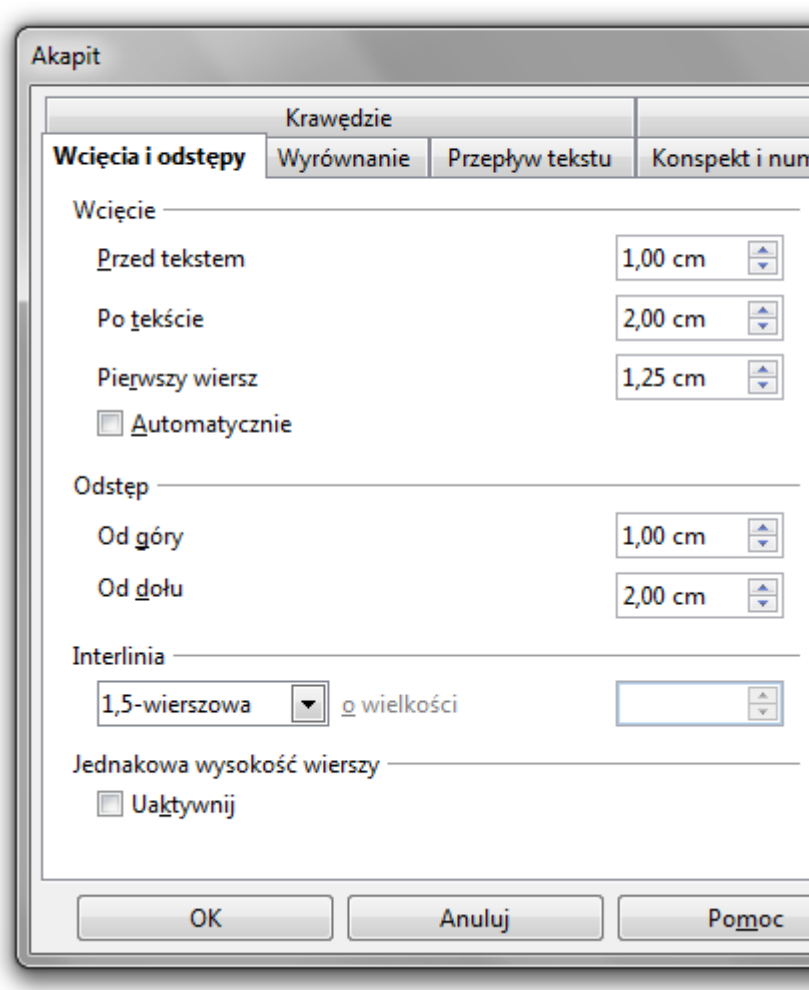 Akapit
Krawędzie
Wcięcia i odstępy Wyrównanie Przepływ tekstu Konspekt i num
Wcięcie
Przed tekstem 1,00 cm
Po tekście 2,00 cm
Pierwszy wiersz 1,25 cm
Automatycznie
Odstęp
Od góry 1,00 cm
Od dołu 2,00 cm
Interlinia
1,5-wierszowa o wielkości
Jednakowa wysokość wierszy
Uaktywnij
OK Anuluj Pomoc